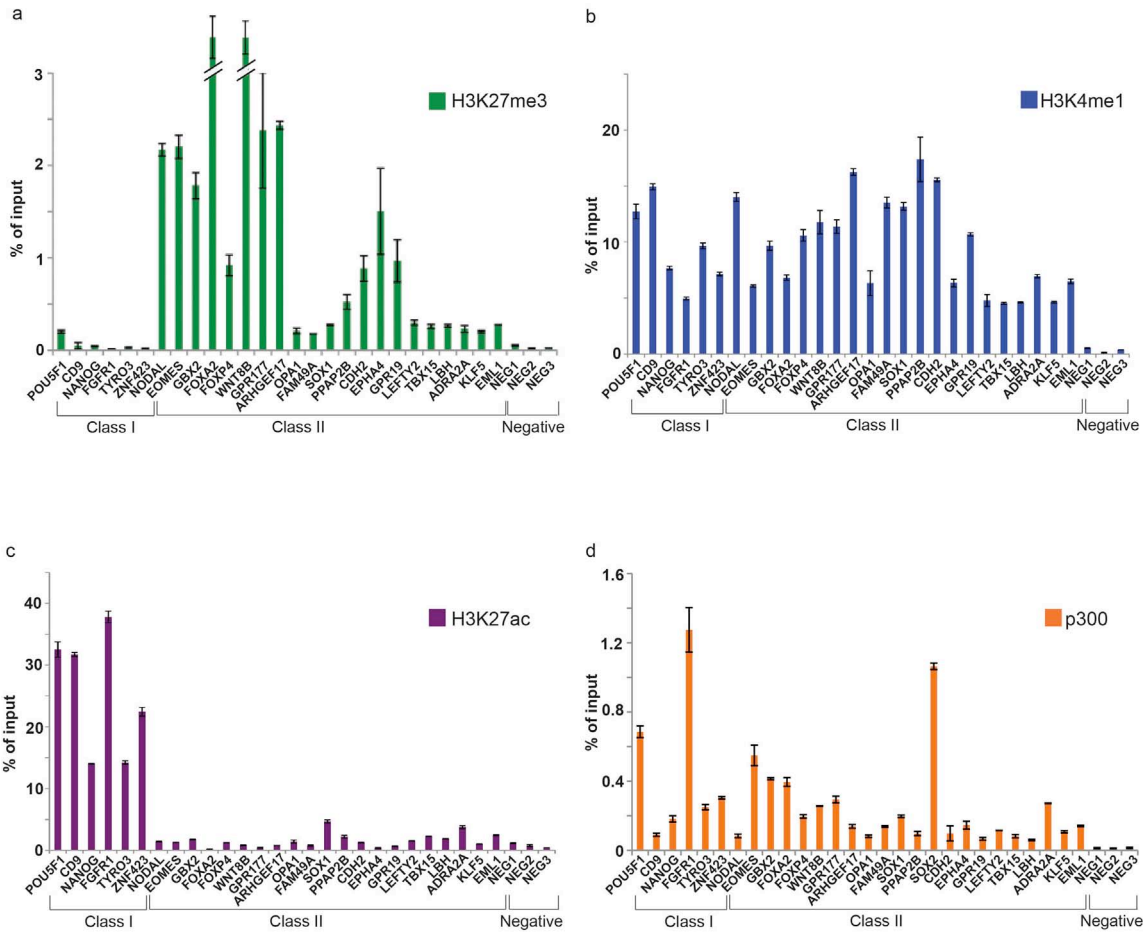 a
3
2
1
0
% of input
H3K27me3
POU5F1
CD9
NANOG
FGFR1
TYRO3
ZNF423
NODAL
EOMES
GBX2
FOXA2
FOXP4
WNT8B
GPR177
ARHGEF17
OPA1
FAM49A
SOX1
PPAP2B
CDH2
EPHA4
GPR19
LEFTY2
TBX15
LBH
ADRA2A
KLF5
EML1
NEG1
NEG2
NEG3
Class I
Class II
Negative
b
20
10
0
% of input
H3K4me1
POU5F1
CD9
NANOG
FGFR1
TYRO3
ZNF423
NODAL
EOMES
GBX2
FOXA2
FOXP4
WNT8B
GPR177
ARHGEF17
OPA1
FAM49A
SOX1
PPAP2B
CDH2
EPHA4
GPR19
LEFTY2
TBX15
LBH
ADRA2A
KLF5
EML1
NEG1
NEG2
NEG3
Class I
Class II
Negative
c
40
30
20
10
0
% of input
H3K27ac
POU5F1
CD9
NANOG
FGFR1
TYRO3
ZNF423
NODAL
EOMES
GBX2
FOXA2
FOXP4
WNT8B
GPR177
ARHGEF17
OPA1
FAM49A
SOX1
PPAP2B
CDH2
EPHA4
GPR19
LEFTY2
TBX15
LBH
ADRA2A
KLF5
EML1
NEG1
NEG2
NEG3
Class I
Class II
Negative
d
1.6
1.2
0.8
0.4
0
% of input
p300
POU5F1
CD9
NANOG
FGFR1
TYRO3
ZNF423
NODAL
EOMES
GBX2
FOXA2
FOXP4
WNT8B
GPR177
ARHGEF17
OPA1
FAM49A
SOX1
PPAP2B
SOX2
CDH2
EPHA4
GPR19
LEFTY2
TBX15
LBH
ADRA2A
KLF5
EML1
NEG1
NEG2
NEG3
Class I
Class II
Negative